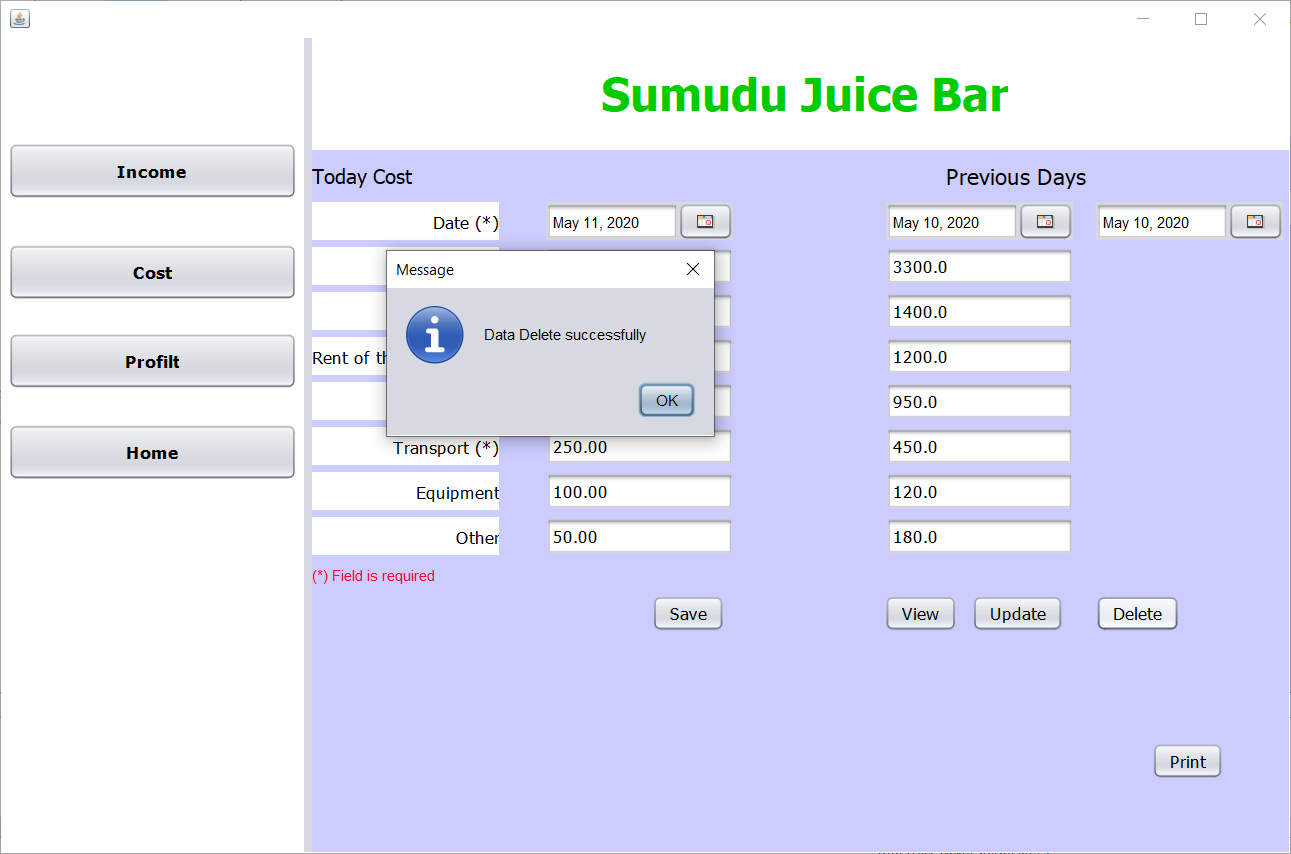 Sumudu Juice Bar
Income
Cost
Profilt
Home
Today Cost
Previous Days
Date (*)
May 11, 2020
May 10, 2020
May 10, 2020
Message
Data Delete successfully
OK
3300.0
1400.0
Rent of
1200.0
950.0
Transport (*)
250.00
450.0
Equipment
100.00
120.0
Other
50.00
180.0
(*) Field is required
Save
View
Update
Delete
Print